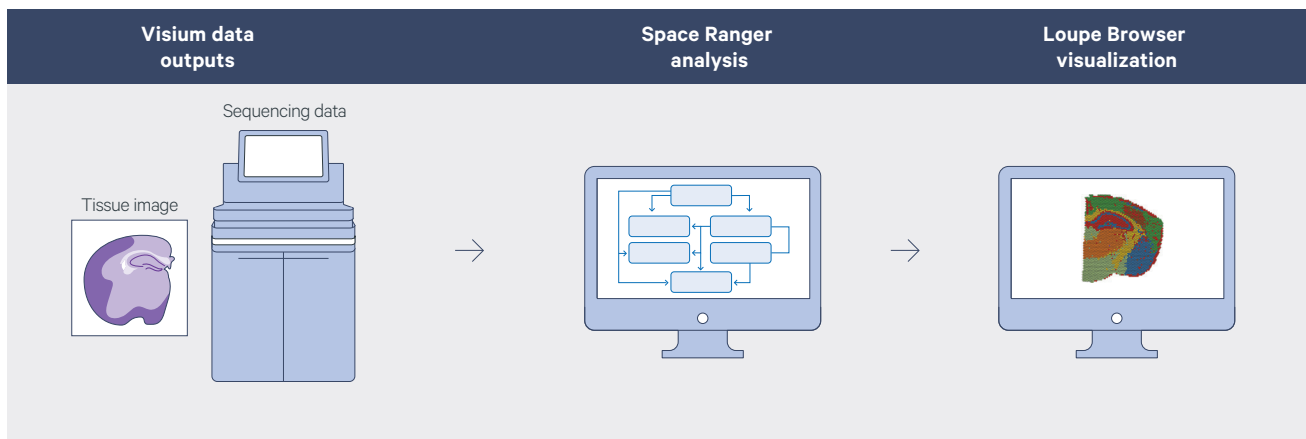 Visium data
outputs
Space Ranger
analysis
Loupe Browser
visualization
Sequencing data
Tissue image